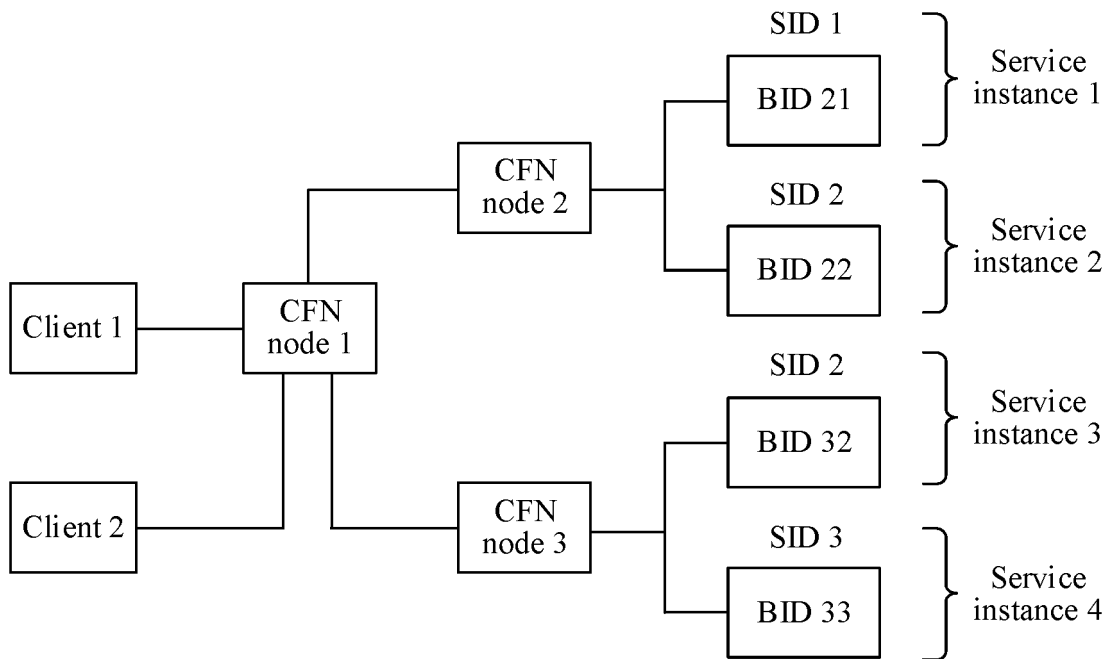 SID 1
BID 21
Service
instance 1
CFN
node 2
SID 2
BID 22
Service
instance 2
Client 1
CFN
node 1
SID 2
BID 32
Service
instance 3
Client 2
CFN
node 3
SID 3
BID 33
Service
instance 4